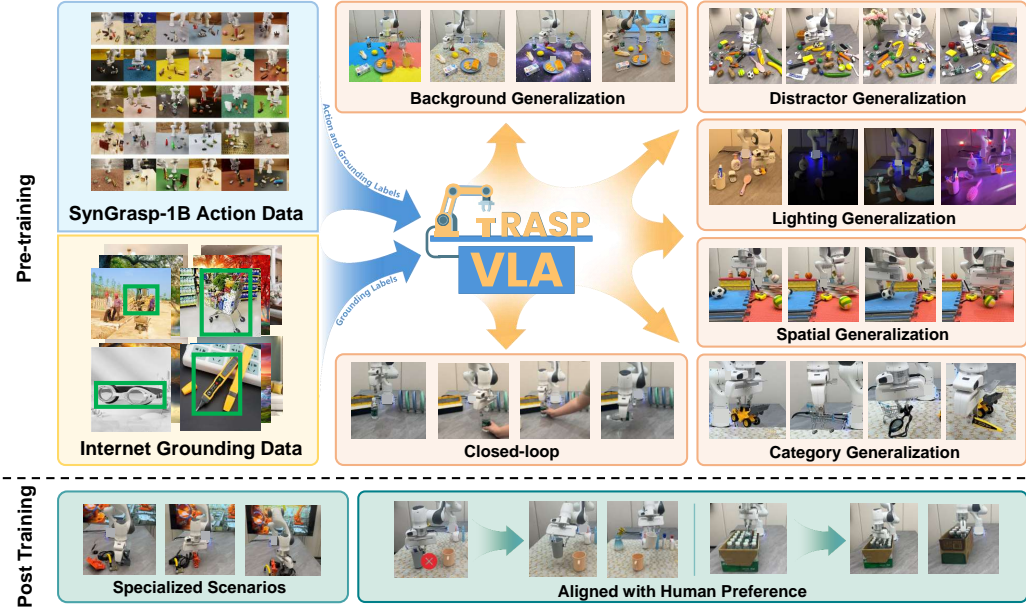 Pre-training
SynGrasp-1B Action Data
Internet Grounding Data
Action and Grounding Labels
Grounding Labels
Background Generalization
Distractor Generalization
Lighting Generalization
Spatial Generalization
Category Generalization
Closed-loop
RASP
VLA
Post Training
Specialized Scenarios
Aligned with Human Preference